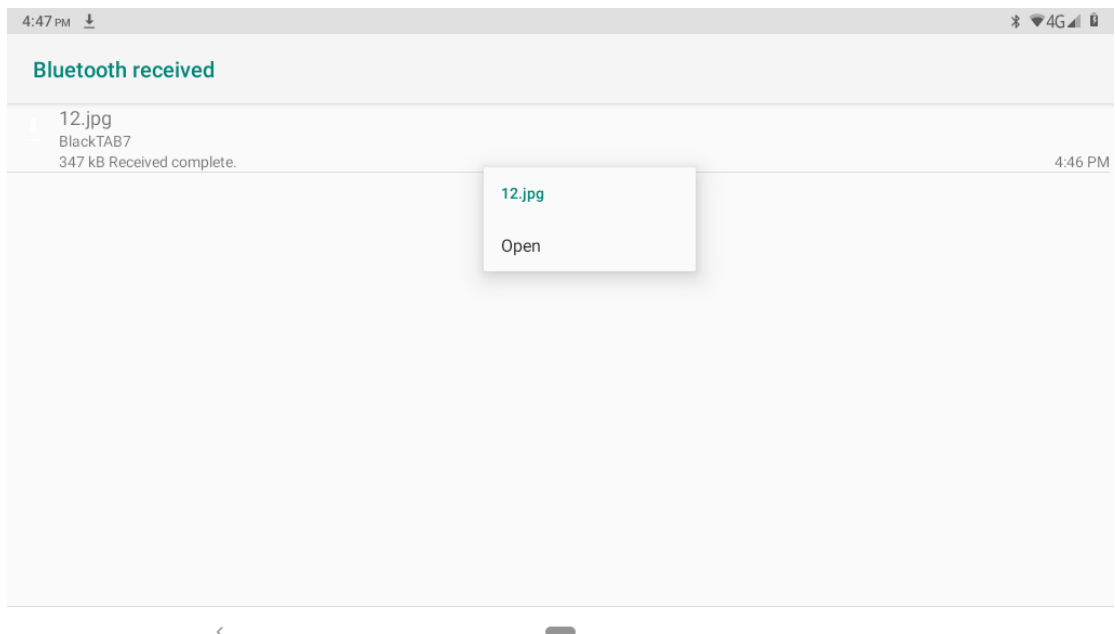 4:47 PM 4G
Bluetooth received
12.jpg
BlackTAB7
347 kB Received complete. 4:46 PM
12.jpg
Open